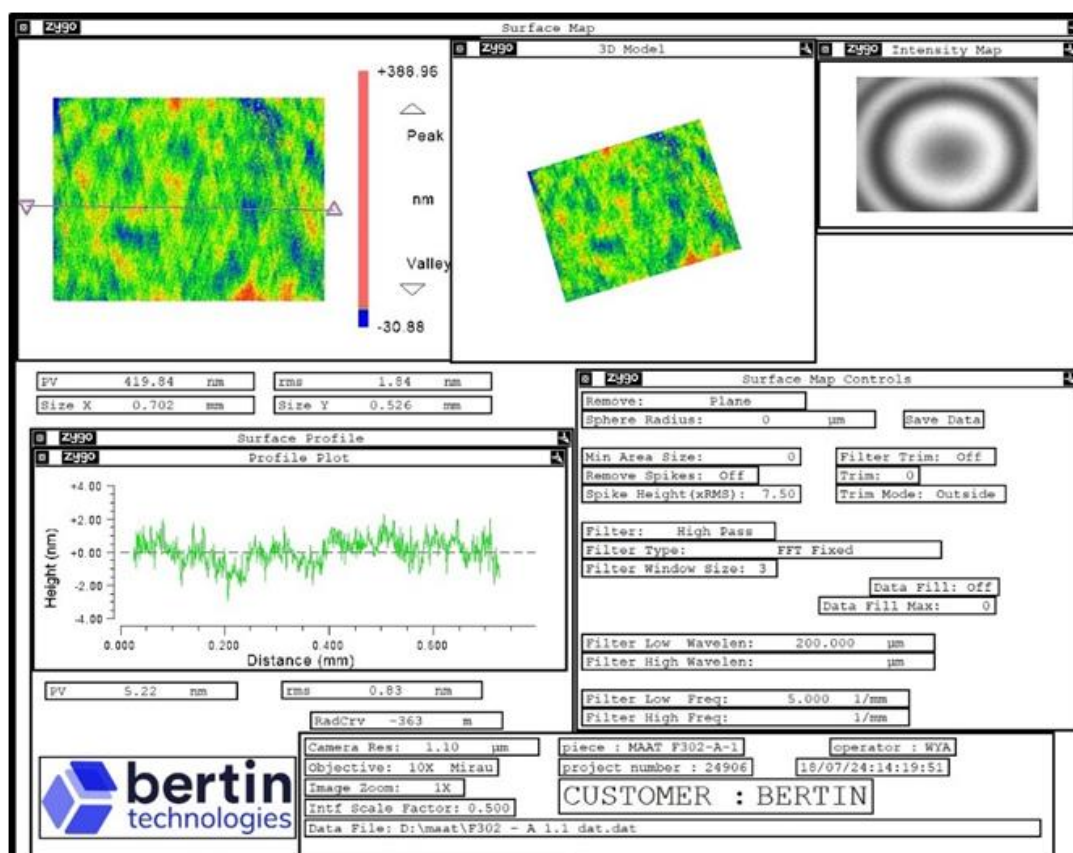 zygo Surface Map
+388.96
Peak
nm
Valley
-30.88
zygo 3D Model
zygo Intensity Map
PV 419.84 nm
rms 1.84 nm
Size X 0.702 mm
Size Y 0.526 mm
zygo Surface Profile
zygo Profile Plot
Height (nm)
+4.00
+2.00
+0.00
-2.00
-4.00
0.000 0.200 0.400 0.600
Distance (mm)
PV 5.22 nm
rms 0.83 nm
RadCrv -363 m
zygo Surface Map Controls
Remove: Plane
Sphere Radius: 0 µm
Save Data
Min Area Size: 0
Filter Trim: Off
Remove Spikes: Off
Trim: 0
Spike Height(xRMS): 7.50
Trim Mode: Outside
Filter: High Pass
Filter Type: FFT Fixed
Filter Window Size: 3
Data Fill: Off
Data Fill Max: 0
Filter Low Wavelen: 200.000 µm
Filter High Wavelen: µm
Filter Low Freq: 5.000 1/mm
Filter High Freq: 1/mm
bertin
technologies
Camera Res: 1.10 µm
Objective: 10X Mirau
Image Zoom: 1X
Intf Scale Factor: 0.500
Data File: D:\maat\F302 - A 1.1 dat.dat
piece : MAAT F302-A-1
operator : WYA
project number : 24906
18/07/24:14:19:51
CUSTOMER : BERTIN